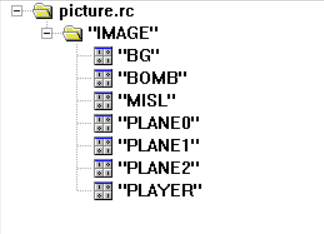 picture.rc
"IMAGE"
"BG"
"BOMB"
"MISL"
"PLANE0"
"PLANE1"
"PLANE2"
"PLAYER"